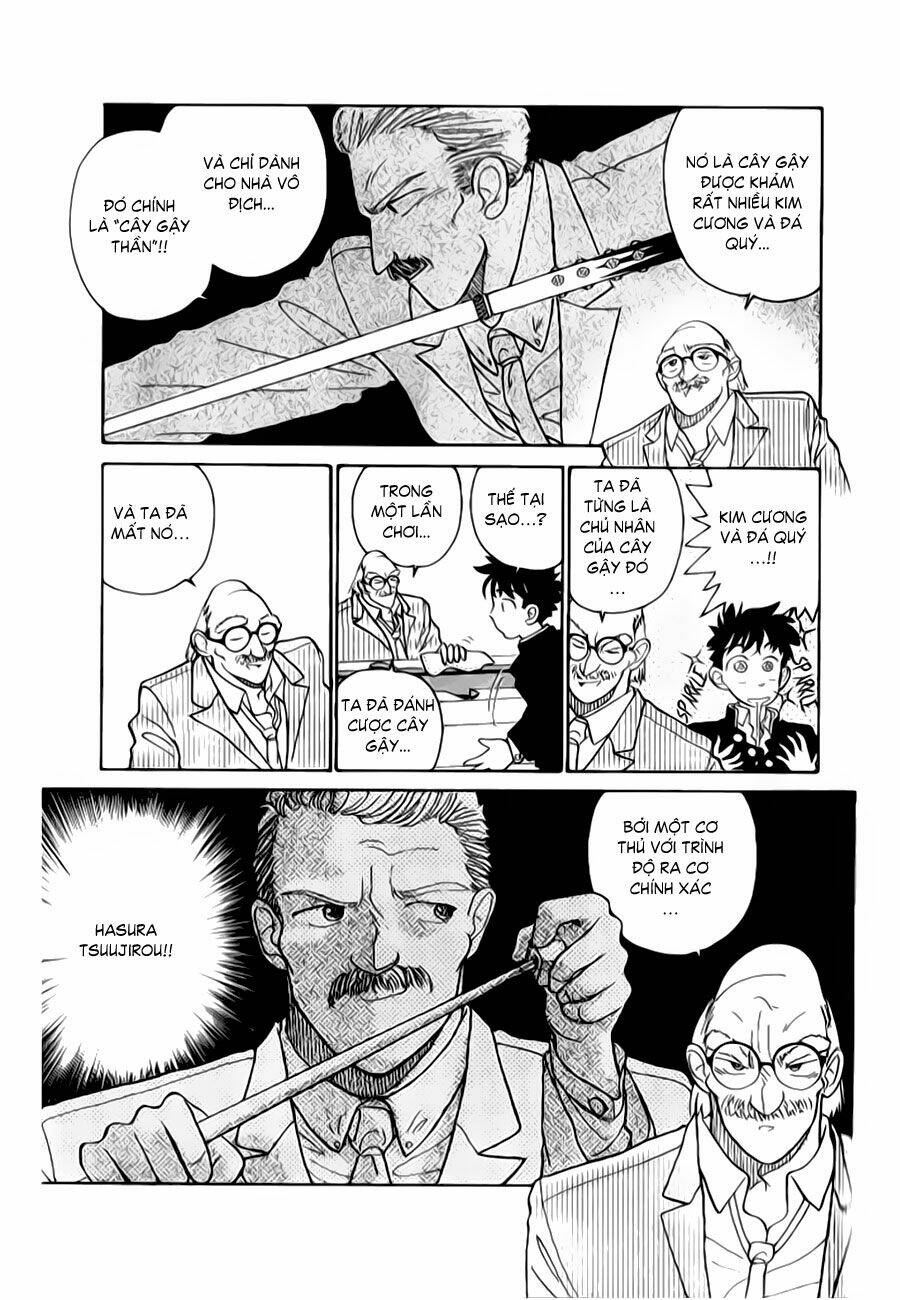 NÓ LÀ CÂY GẬY
ĐƯỢC KHẢM
RẤT NHIỀU KIM
CƯƠNG VÀ ĐÁ
QUÝ...
VÀ CHỈ DÀNH
CHO NHÀ VÔ
ĐỊCH...
ĐÓ CHÍNH
LÀ "CÂY GẬY
THẦN"!!
KIM CƯƠNG
VÀ ĐÁ QUÝ
...!!
SPARKLE
SPARKLE
TA ĐÃ
TỪNG LÀ
CHỦ NHÂN
CỦA CÂY
GẬY ĐÓ
...
THẾ TẠI
SẠO...?
TRONG
MỘT LẦN
CHƠI...
TA ĐÃ ĐÁNH
CƯỢC CÂY
GẬY...
VÀ TA ĐÃ
MẤT NÓ...
BỞI MỘT CƠ
THỦ VỚI TRÌNH
ĐỘ RA CƠ
CHÍNH XÁC
...
HASURA
TSUUJIROU!!